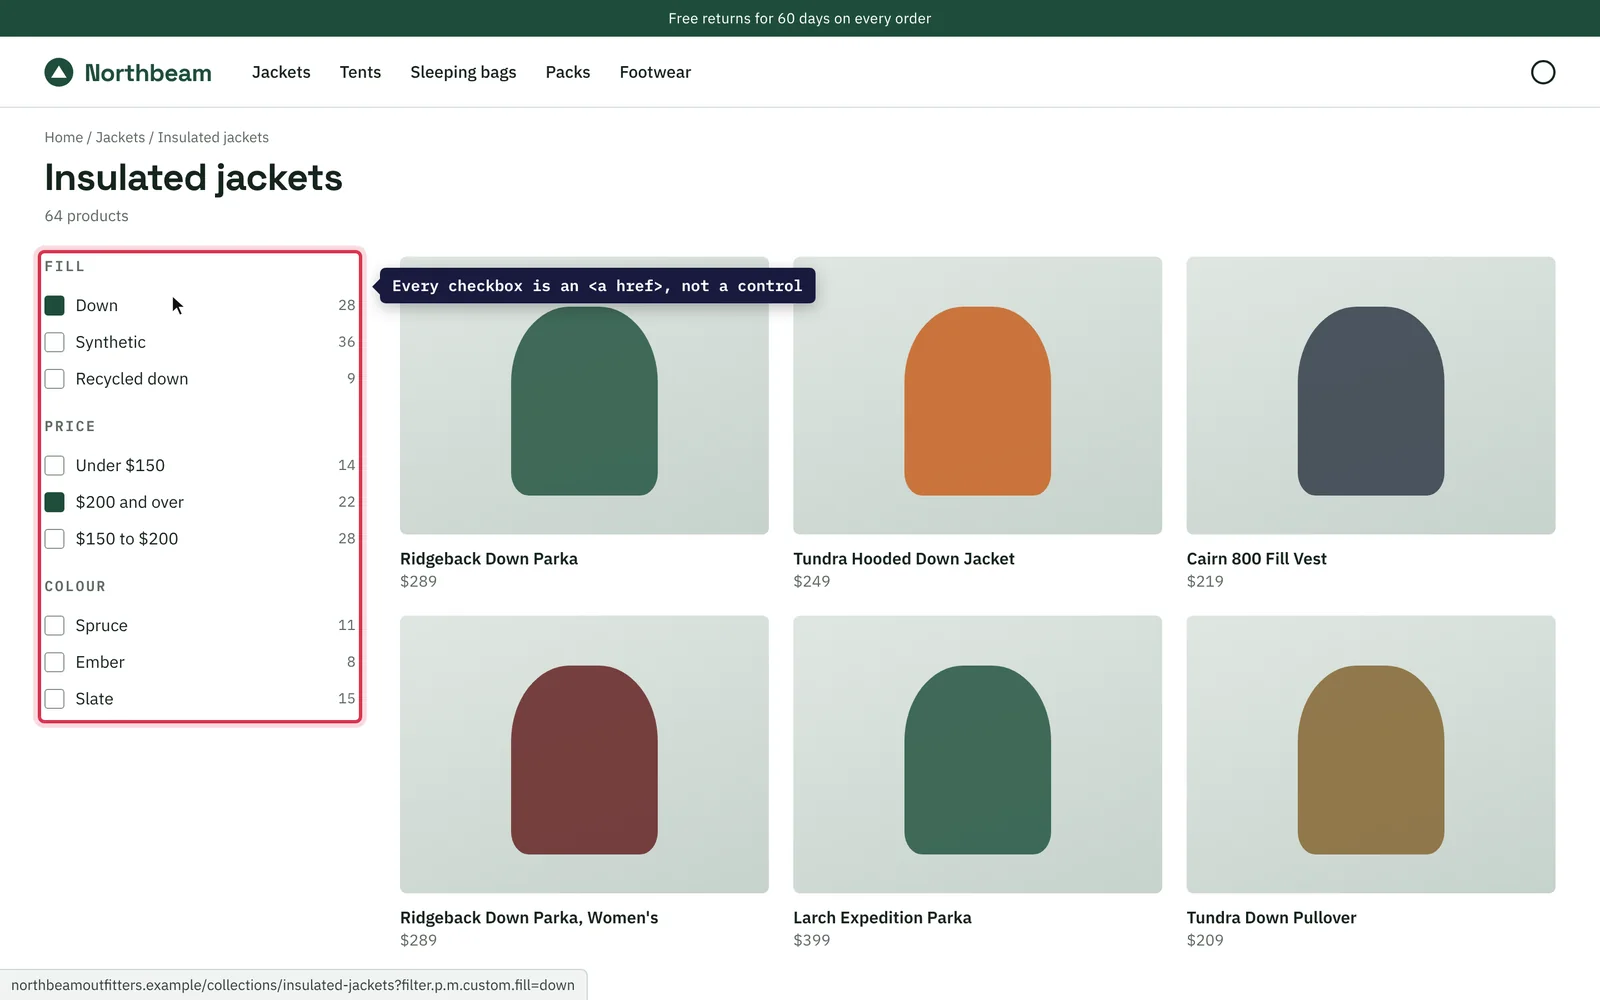 Free returns for 60 days on every order
Northbeam
Jackets
Tents
Sleeping bags
Packs
Footwear
Home / Jackets / Insulated jackets
Insulated jackets
64 products
FILL
Down 28
Synthetic 36
Recycled down 9
PRICE
Under $150 14
$200 and over 22
$150 to $200 28
COLOUR
Spruce 11
Ember 8
Slate 15
Every checkbox is an <a href>, not a control
Ridgeback Down Parka
$289
Tundra Hooded Down Jacket
$249
Cairn 800 Fill Vest
$219
Ridgeback Down Parka, Women's
$289
Larch Expedition Parka
$399
Tundra Down Pullover
$209
northbeamoutfitters.example/collections/insulated-jackets?filter.p.m.custom.fill=down